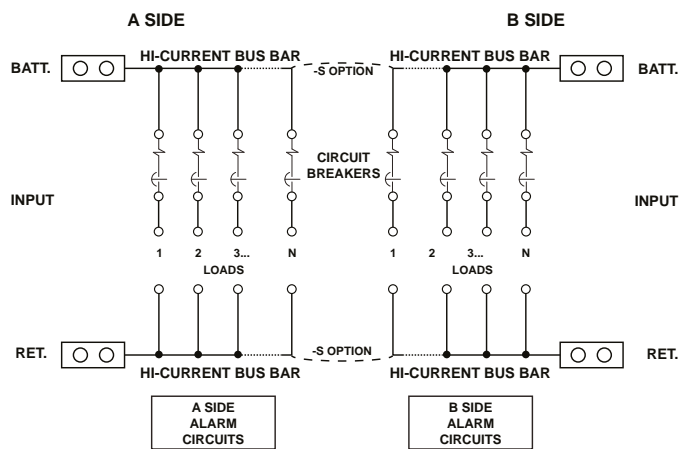 A SIDE
B SIDE
HI-CURRENT BUS BAR
HI-CURRENT BUS BAR
BATT.
-S OPTION
BATT.
CIRCUIT
BREAKERS
INPUT
INPUT
1 2 3... N
1 2 3... N
LOADS
LOADS
RET.
-S OPTION
RET.
HI-CURRENT BUS BAR
HI-CURRENT BUS BAR
A SIDE
ALARM
CIRCUITS
B SIDE
ALARM
CIRCUITS